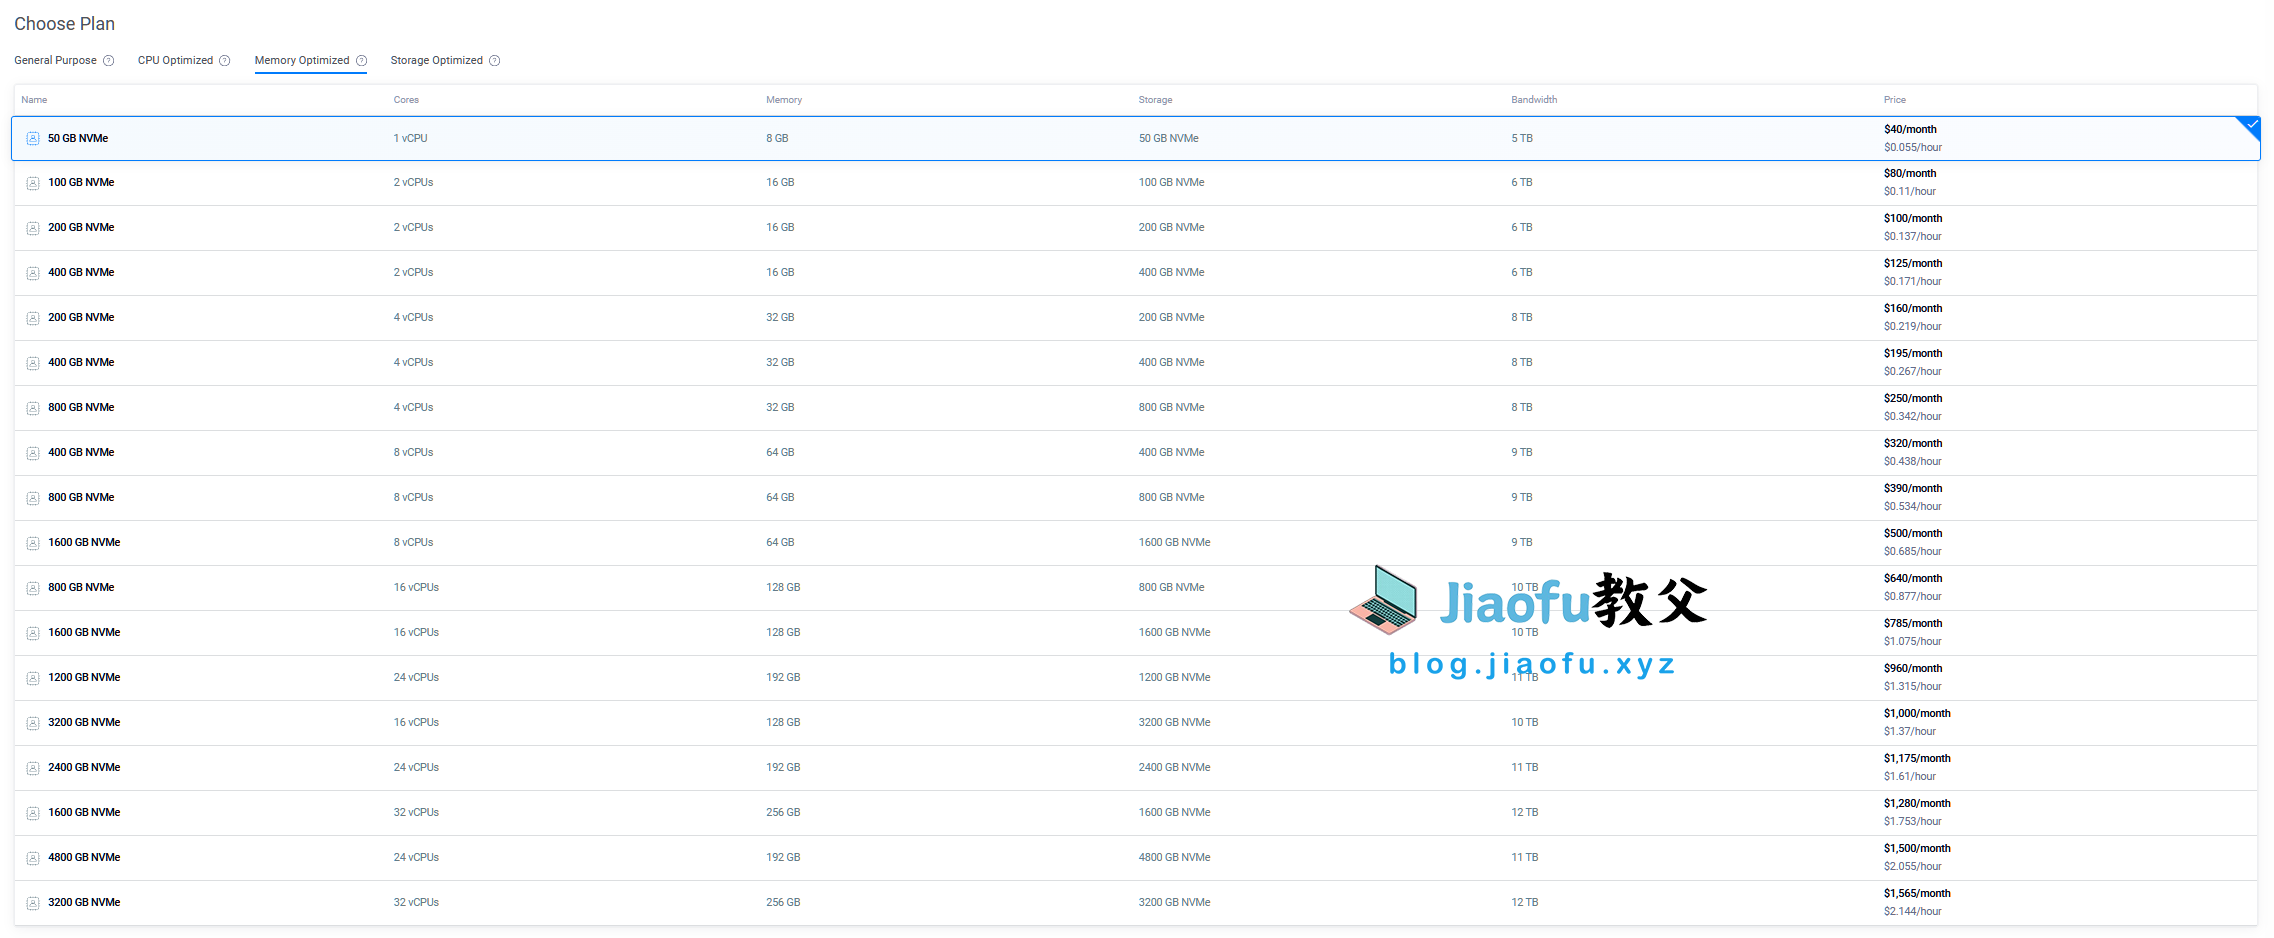 Choose Plan
General Purpose ? CPU Optimized ? Memory Optimized ? Storage Optimized ?
Name Cores Memory Storage Bandwidth Price
50 GB NVMe 1 vCPU 8 GB 50 GB NVMe 5 TB $40/month
$0.055/hour
100 GB NVMe 2 vCPUs 16 GB 100 GB NVMe 6 TB $80/month
$0.11/hour
200 GB NVMe 2 vCPUs 16 GB 200 GB NVMe 6 TB $100/month
$0.137/hour
400 GB NVMe 2 vCPUs 16 GB 400 GB NVMe 6 TB $125/month
$0.171/hour
200 GB NVMe 4 vCPUs 32 GB 200 GB NVMe 8 TB $160/month
$0.219/hour
400 GB NVMe 4 vCPUs 32 GB 400 GB NVMe 8 TB $195/month
$0.267/hour
800 GB NVMe 4 vCPUs 32 GB 800 GB NVMe 8 TB $250/month
$0.342/hour
400 GB NVMe 8 vCPUs 64 GB 400 GB NVMe 9 TB $320/month
$0.438/hour
800 GB NVMe 8 vCPUs 64 GB 800 GB NVMe 9 TB $390/month
$0.534/hour
1600 GB NVMe 8 vCPUs 64 GB 1600 GB NVMe 9 TB $500/month
$0.685/hour
800 GB NVMe 16 vCPUs 128 GB 800 GB NVMe 10 TB $640/month
$0.877/hour
Jiaofu教父
1600 GB NVMe 16 vCPUs 128 GB 1600 GB NVMe 10 TB $785/month
$1.075/hour
blog.jiaofu.xyz
1200 GB NVMe 24 vCPUs 192 GB 1200 GB NVMe 11 TB $960/month
$1.315/hour
3200 GB NVMe 16 vCPUs 128 GB 3200 GB NVMe 10 TB $1,000/month
$1.37/hour
2400 GB NVMe 24 vCPUs 192 GB 2400 GB NVMe 11 TB $1,175/month
$1.61/hour
1600 GB NVMe 32 vCPUs 256 GB 1600 GB NVMe 12 TB $1,280/month
$1.753/hour
4800 GB NVMe 24 vCPUs 192 GB 4800 GB NVMe 11 TB $1,500/month
$2.055/hour
3200 GB NVMe 32 vCPUs 256 GB 3200 GB NVMe 12 TB $1,565/month
$2.144/hour